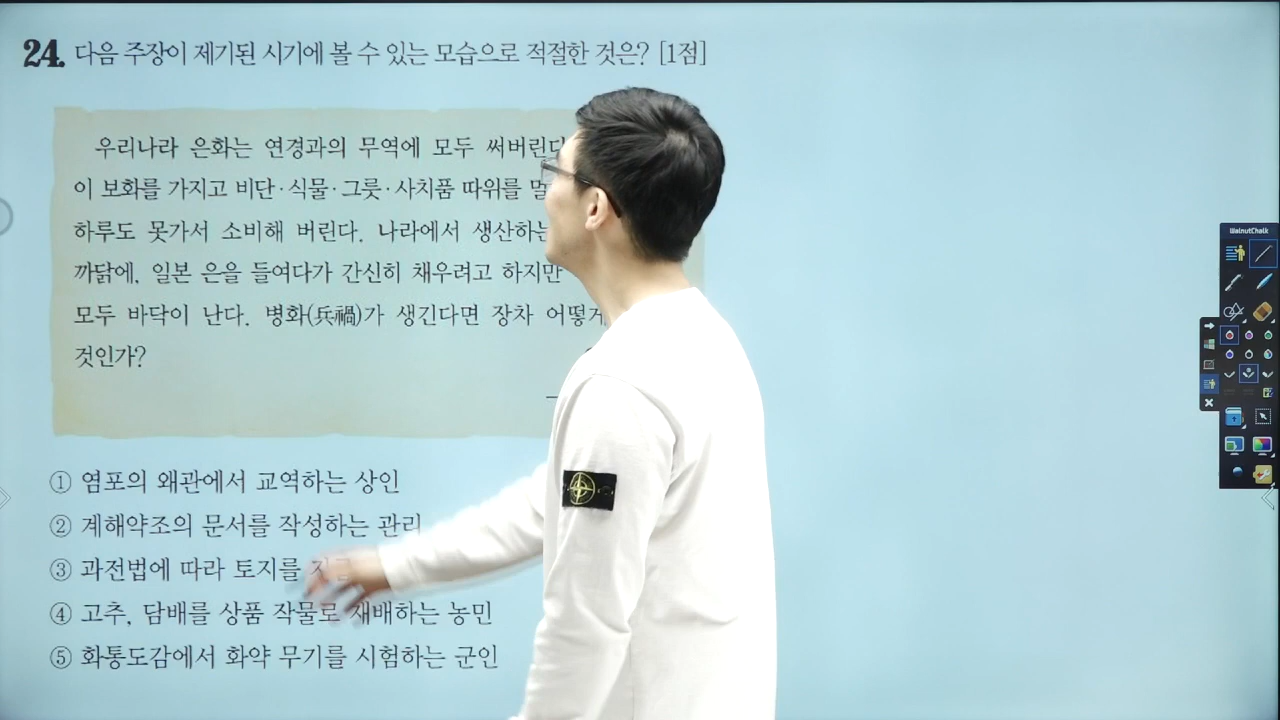 24. 다음 주장이 제기된 시기에 볼 수 있는 모습으로 적절한 것은? [1점]
우리나라 은화는 연경과의 무역에 모두
이 보화를 가지고 비단·식물·그릇·사치품 따위를
하루도 못가서 소비해 버린다. 나라에서 생산하는
까닭에, 일본 은을 들여다가 간신히 채우려고 하지만
모두 바닥이 난다. 병화(兵禍)가 생긴다면 장차
것인가?
① 염포의 왜관에서 교역하는 상인
② 계해약조의 문서를 작성하는 관리
③ 과전법에 따라 토지를
④ 고추, 담배를 상품 작물로 재배하는 농민
⑤ 화통도감에서 화약 무기를 시험하는 군인
WalnutChalk